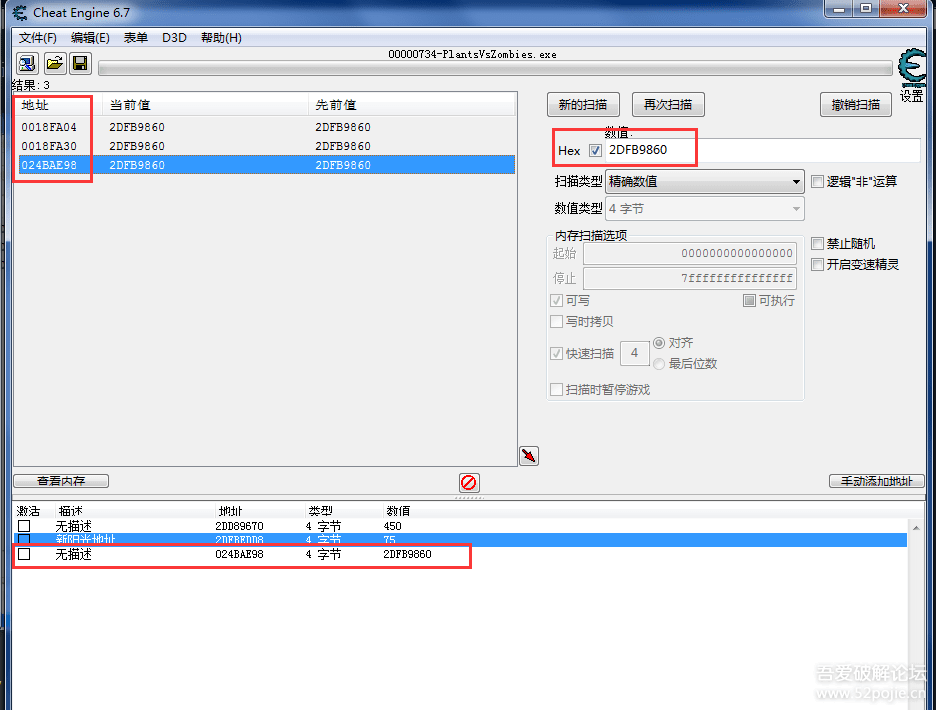 Cheat Engine 6.7
文件(F) 编辑(E) 表单 D3D 帮助(H)
00000734-PlantsVsZombies.exe
结果: 3
设置
地址 当前值 先前值
0018FA04 2DFB9860 2DFB9860
0018FA30 2DFB9860 2DFB9860
024BAE98 2DFB9860 2DFB9860
新的扫描 再次扫描 撤销扫描
数值:
Hex 2DFB9860
扫描类型 精确数值 逻辑"非"运算
数值类型 4 字节
内存扫描选项
起始 0000000000000000
停止 7fffffffffffffff
禁止随机
开启变速精灵
可写 可执行
写时拷贝
快速扫描 4 对齐
最后位数
扫描时暂停游戏
查看内存 手动添加地址
激活 描述 地址 类型 数值
无描述 2DD89670 4 字节 450
新阳光地址 2DFBEDD8 4 字节 75
无描述 024BAE98 4 字节 2DFB9860
吾爱破解论坛
www.52pojie.cn